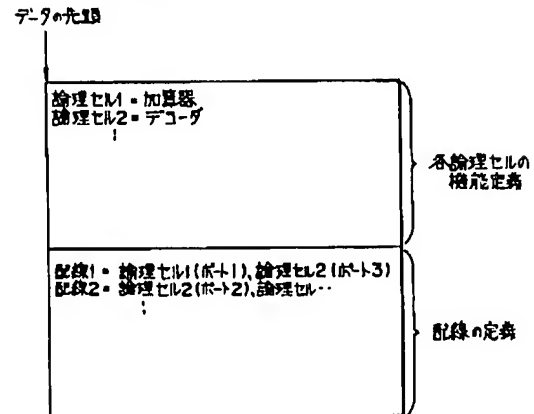 データの先頭
論理セル1 = 加算器
論理セル2 = デコーダ
⋮
各論理セルの
機能定義
配線1 = 論理セル1(ポート1), 論理セル2(ポート3)
配線2 = 論理セル2(ポート2), 論理セル‥
⋮
配線の定義